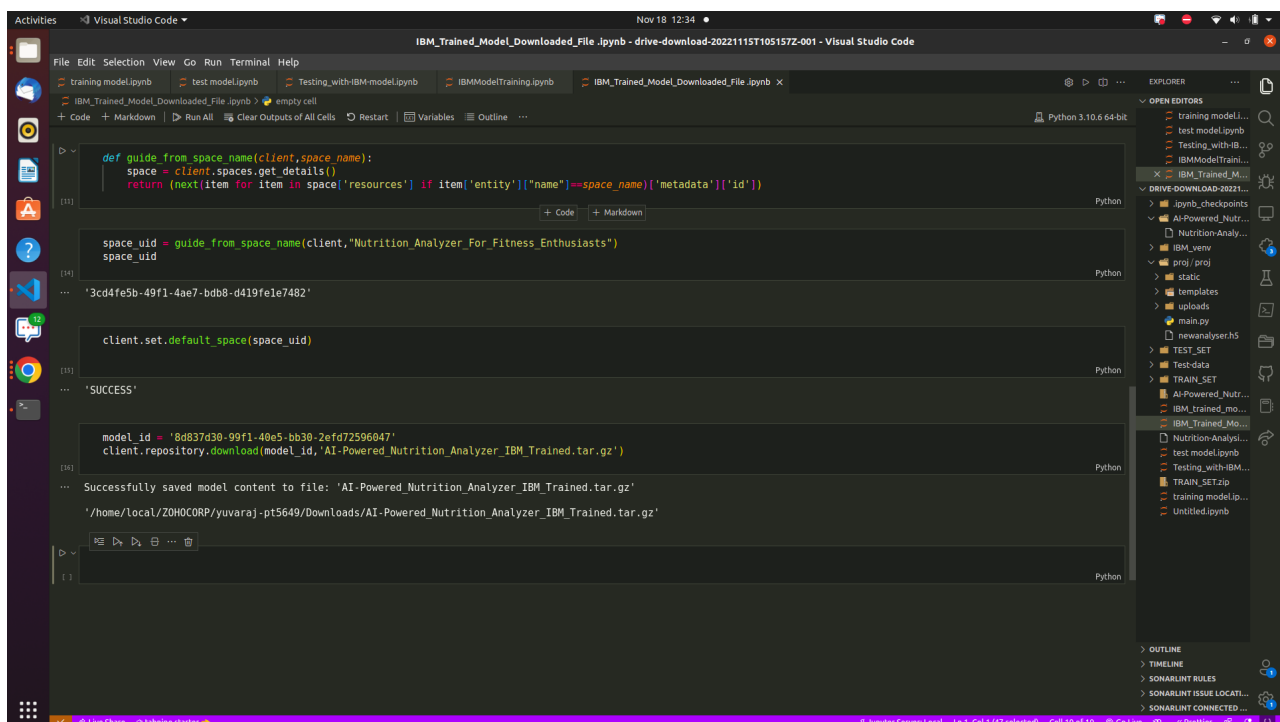 Activities
Visual Studio Code
Nov 18 12:34
IBM_Trained_Model_Downloaded_File .ipynb - drive-download-20221115T105157Z-001 - Visual Studio Code
File Edit Selection View Go Run Terminal Help
training model.ipynb
test model.ipynb
Testing_with-IBM-model.ipynb
IBMModelTraining.ipynb
IBM_Trained_Model_Downloaded_File .ipynb
IBM_Trained_Model_Downloaded_File .ipynb > empty cell
+ Code + Markdown Run All Clear Outputs of All Cells Restart Variables Outline ...
Python 3.10.6 64-bit
def guide_from_space_name(client,space_name):
space = client.spaces.get_details()
return (next(item for item in space['resources'] if item['entity']["name"]==space_name)['metadata']['id'])
[11]
Python
+ Code + Markdown
space_uid = guide_from_space_name(client,"Nutrition_Analyzer_For_Fitness_Enthusiasts")
space_uid
[14]
Python
... '3cd4fe5b-49f1-4ae7-bdb8-d419fe1e7482'
client.set.default_space(space_uid)
Python
... 'SUCCESS'
model_id = '8d837d30-99f1-40e5-bb30-2efd72596047'
client.repository.download(model_id,'AI-Powered_Nutrition_Analyzer_IBM_Trained.tar.gz')
[16]
Python
... Successfully saved model content to file: 'AI-Powered_Nutrition_Analyzer_IBM_Trained.tar.gz'
'/home/local/ZOHOCORP/yuvaraj-pt5649/Downloads/AI-Powered_Nutrition_Analyzer_IBM_Trained.tar.gz'
[ ]
Python
EXPLORER
OPEN EDITORS
training model.i...
test model.ipynb
Testing_with-IB...
IBMModelTraini...
IBM_Trained_M...
DRIVE-DOWNLOAD-20221...
.ipynb_checkpoints
AI-Powered_Nutr...
Nutrition-Analy...
IBM_venv
proj/proj
static
templates
uploads
main.py
newanalyser.h5
TEST_SET
Test-data
TRAIN_SET
AI-Powered_Nutr...
IBM_trained_mo...
IBM_Trained_Mo...
Nutrition-Analysi...
test model.ipynb
Testing_with-IBM...
TRAIN_SET.zip
training model.ip...
Untitled.ipynb
OUTLINE
TIMELINE
SONARLINT RULES
SONARLINT ISSUE LOCATI...
SONARLINT CONNECTED ...